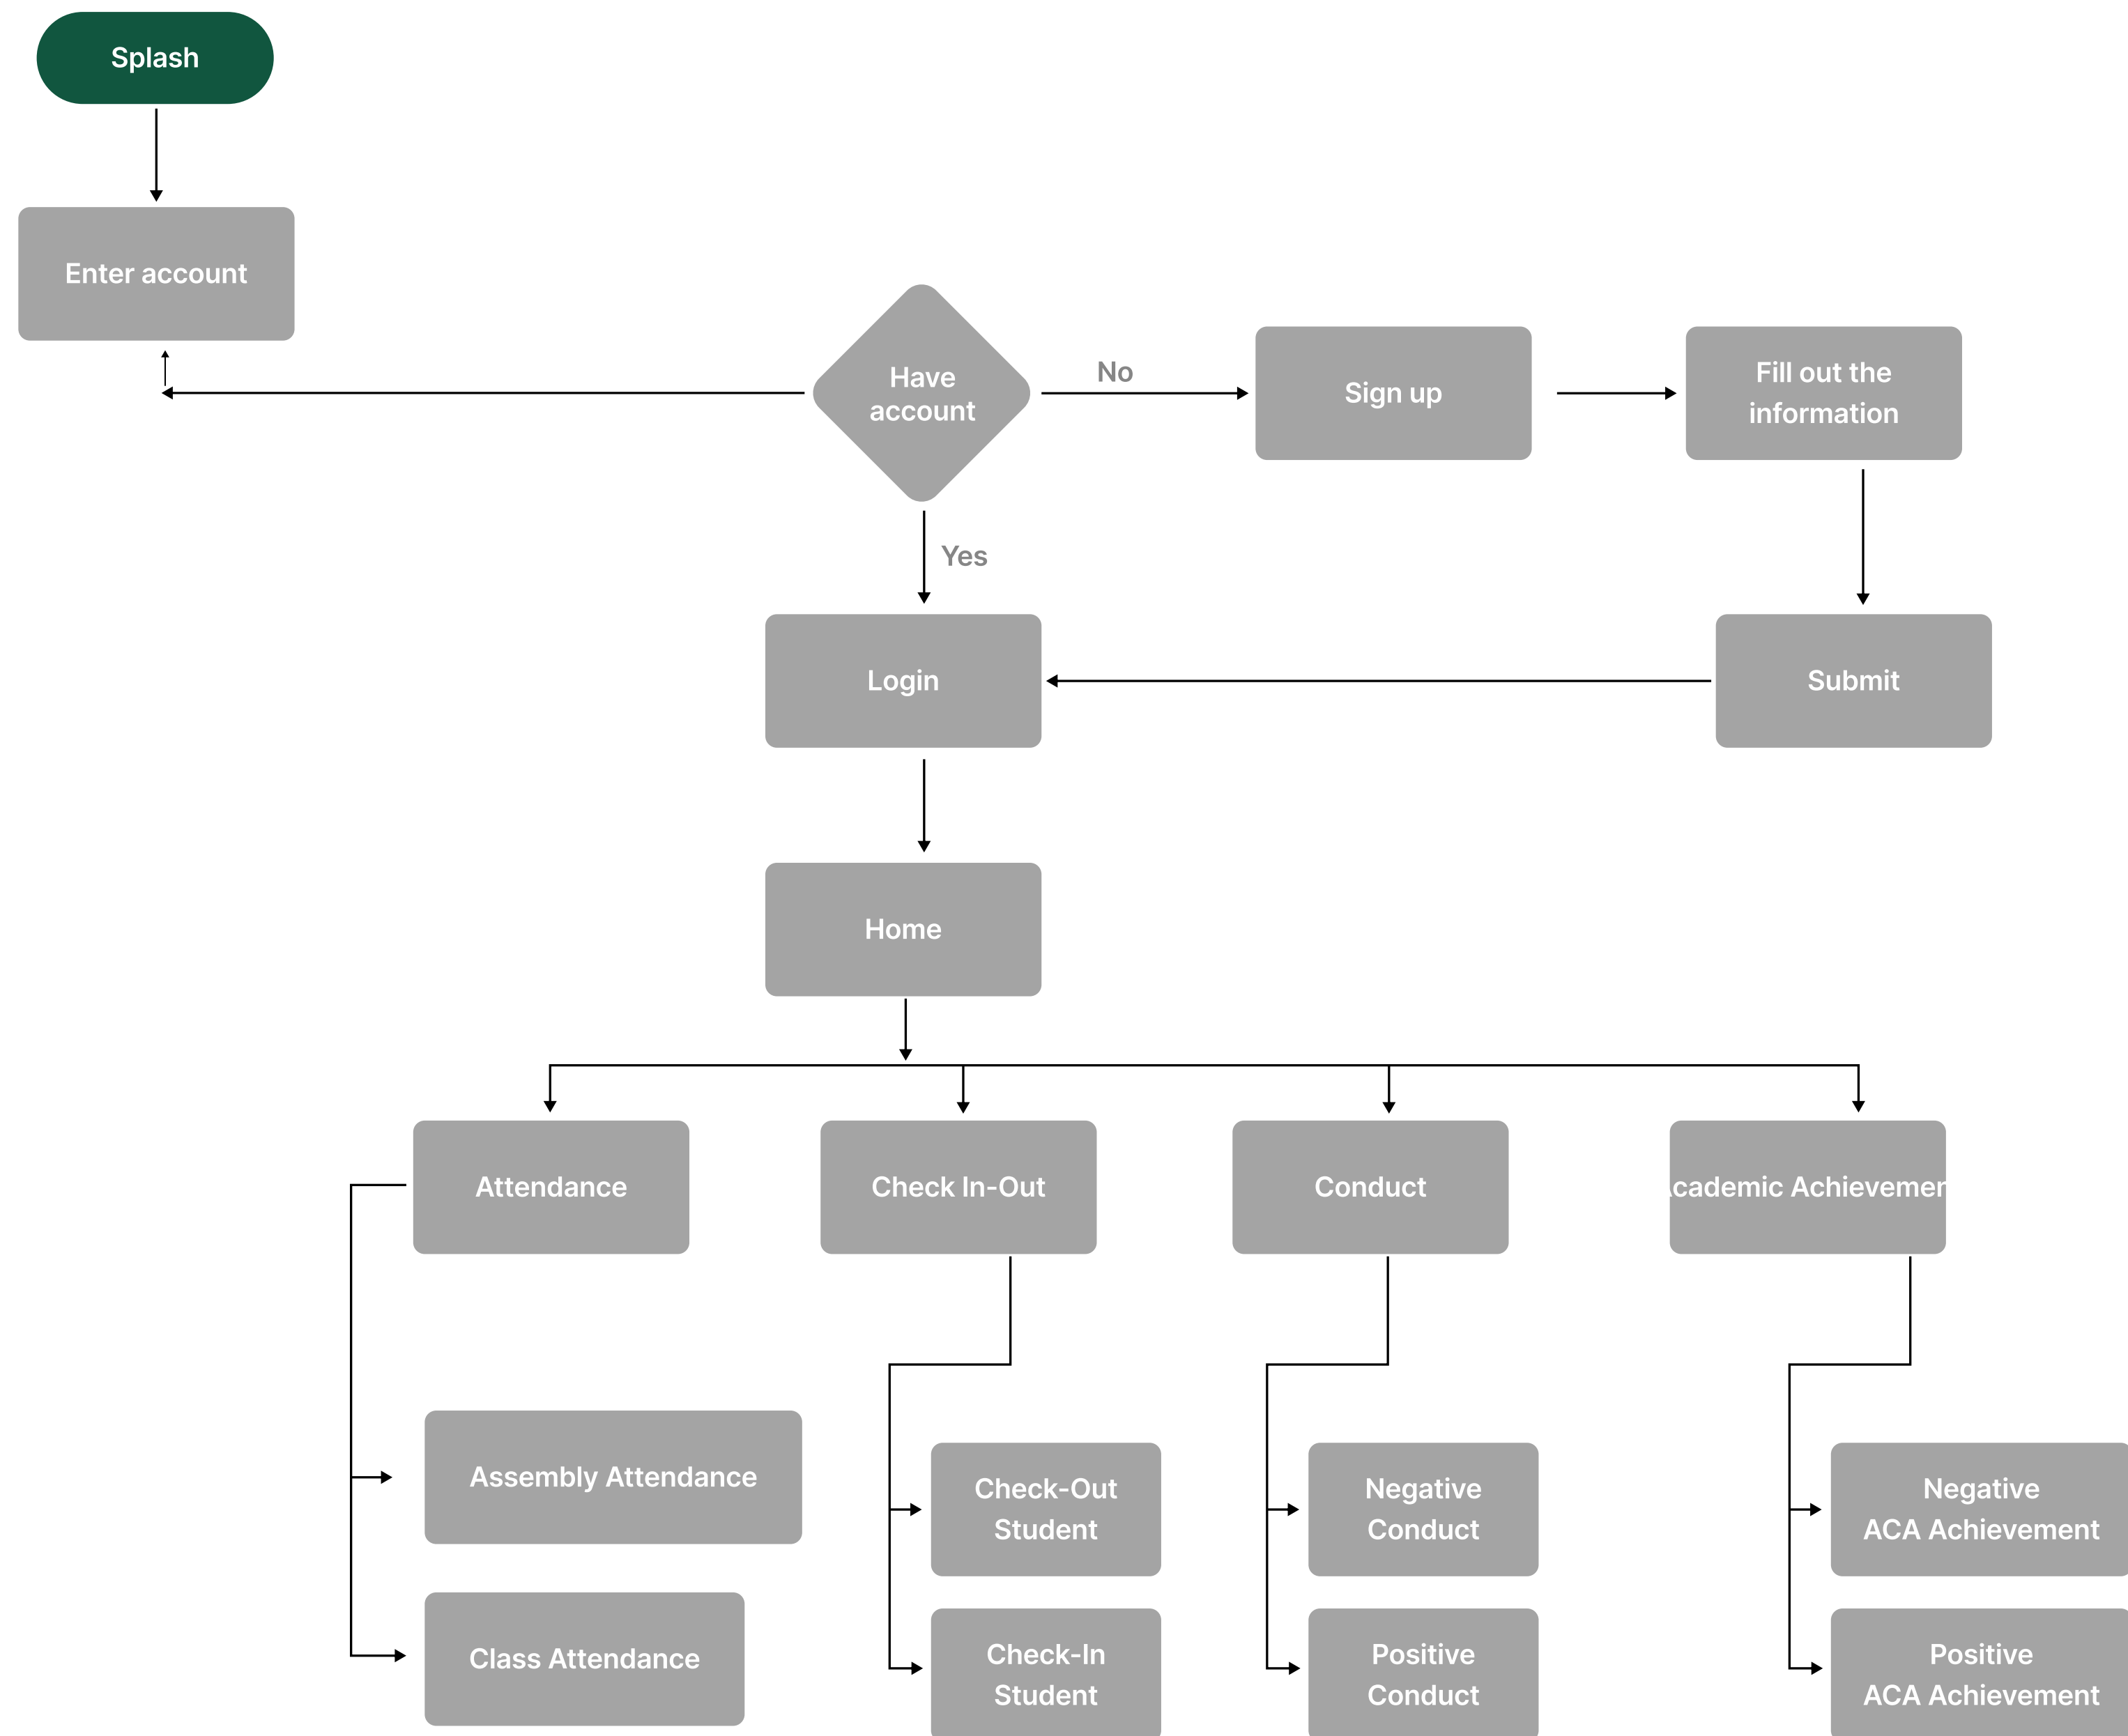 Splash
Enter account
Have
account
No
Sign up
Fill out the
information
Yes
Login
Submit
Home
Attendance
Check In-Out
Conduct
cademic Achievemen
Assembly Attendance
Check-Out
Student
Negative
Conduct
Negative
ACA Achievement
Class Attendance
Check-In
Student
Positive
Conduct
Positive
ACA Achievement